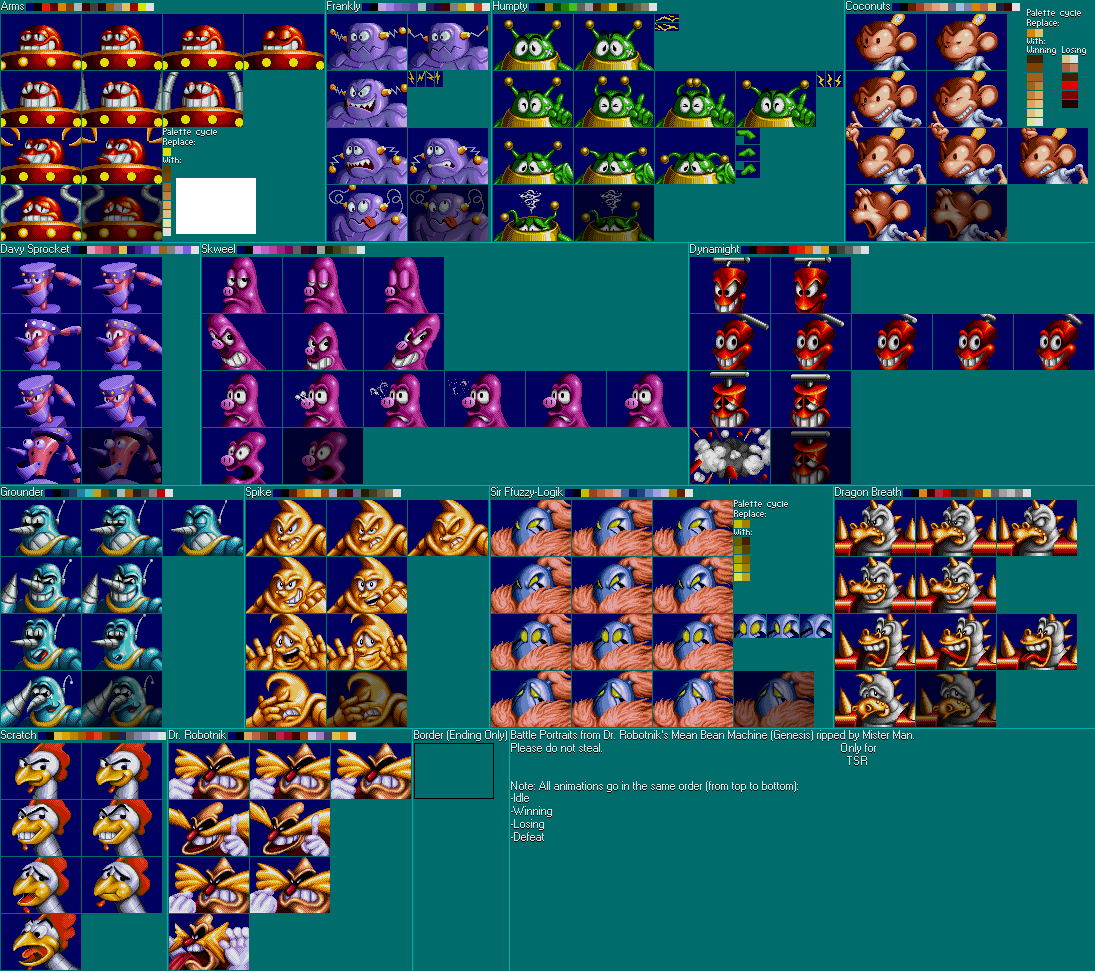 Arms
Frankly
Humpty
Coconuts
Palette cycle
Replace:
With:
Winning Losing
Palette cycle
Replace:
With:
Davy Sprocket
Skweel
Dynamight
Grounder
Spike
Sir Ffuzzy-Logik
Palette cycle
Replace:
With:
Dragon Breath
Scratch
Dr. Robotnik
Border (Ending Only)
Battle Portraits from Dr. Robotnik's Mean Bean Machine (Genesis) ripped by Mister Man.
Please do not steal.
Only for
TSR
Note: All animations go in the same order (from top to bottom):
-Idle
-Winning
-Losing
-Defeat